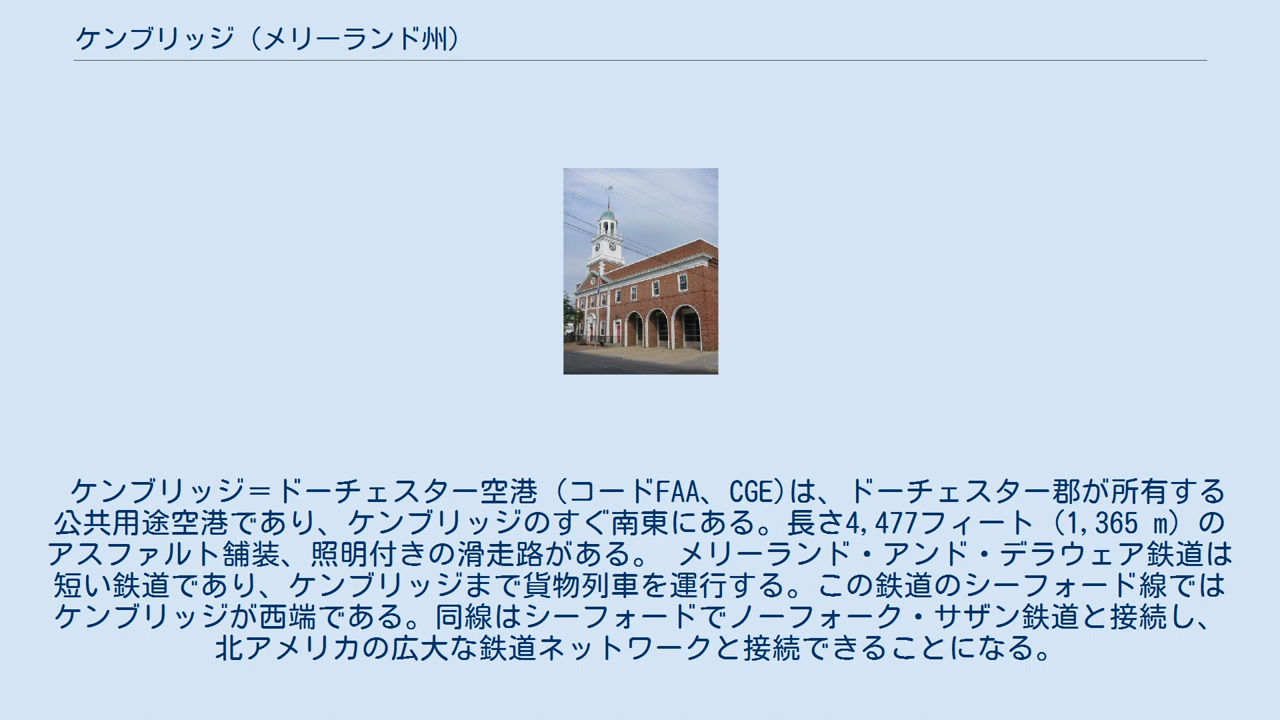 ケンブリッジ（メリーランド州）
ケンブリッジ＝ドーチェスター空港（コードFAA、CGE)は、ドーチェスター郡が所有する
公共用途空港であり、ケンブリッジのすぐ南東にある。長さ4,477フィート（1,365 m）の
アスファルト舗装、照明付きの滑走路がある。 メリーランド・アンド・デラウェア鉄道は
短い鉄道であり、ケンブリッジまで貨物列車を運行する。この鉄道のシーフォード線では
ケンブリッジが西端である。同線はシーフォードでノーフォーク・サザン鉄道と接続し、
北アメリカの広大な鉄道ネットワークと接続できることになる。